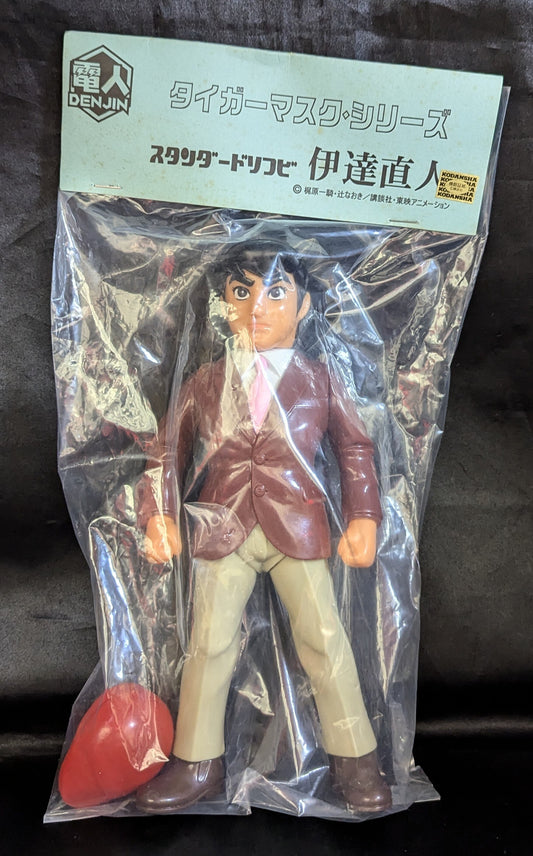 電人
DENJIN
タイガーマスク・シリーズ
スタンダードソフビ 伊達直人
© 梶原一騎・辻なおき／講談社・東映アニメーション
KODANSHA
KODANSHA